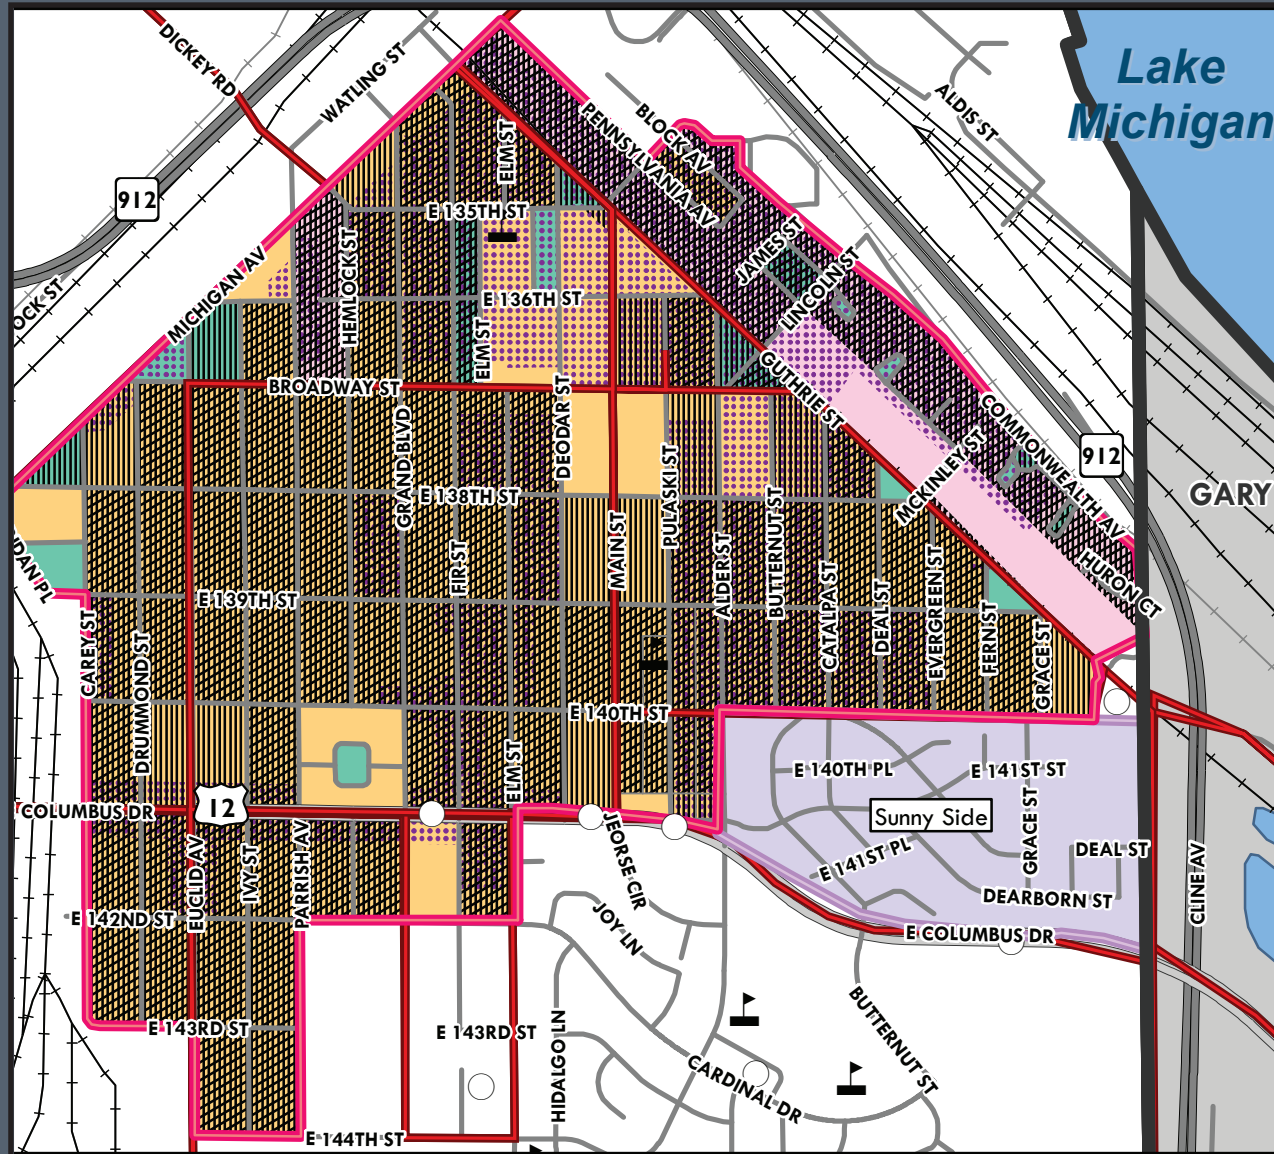 DICKEY RD
WATLING ST
Lake
Michigan
ALDIS ST
BLOCK AV
PENNSYLVANIA AV
ELM ST
912
E 135TH ST
JAMES ST
LINCOLN ST
MICHIGAN AV
HEMLOCK ST
OCK ST
E 136TH ST
ELM ST
GUTHRIE ST
BROADWAY ST
DEODAR ST
GRAND BLVD
COMMONWEALTH AV
912
MCKINLEY ST
PULASKI ST
E 138TH ST
GARY
MAIN ST
FIR ST
ALDER ST
BUTTERNUT ST
CATALPA ST
DEAL ST
EVERGREEN ST
FERN ST
GRACE ST
HURON CT
DAN PL
E 139TH ST
CAREY ST
DRUMMOND ST
E 140TH ST
ELM ST
E 140TH PL
E 141ST ST
12
COLUMBUS DR
Sunny Side
GRACE ST
JEORSE CIR
E 141ST PL
DEAL ST
DEARBORN ST
EUCLID AV
IVY ST
PARRISH AV
CLINE AV
E 142ND ST
JOY LN
E COLUMBUS DR
E 143RD ST
E 143RD ST
HIDALGO LN
BUTTERNUT ST
CARDINAL DR
E 144TH ST